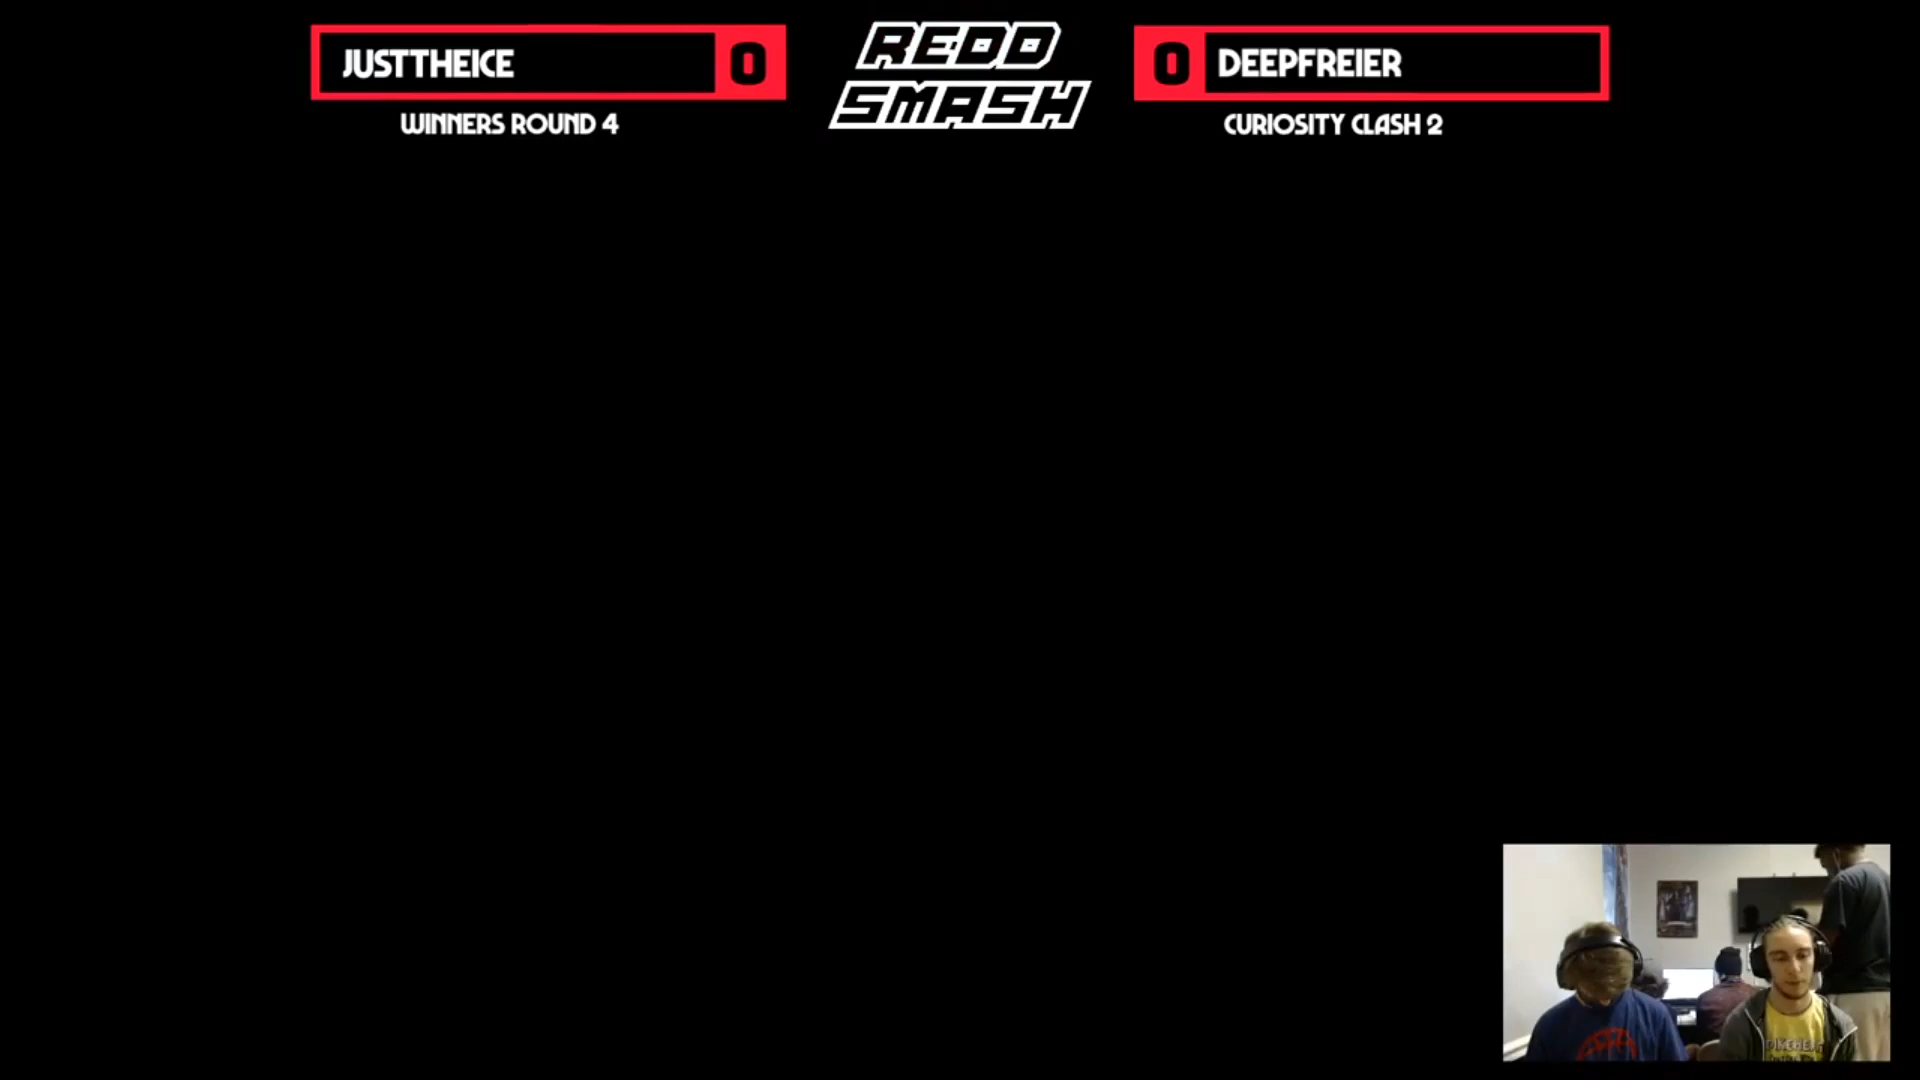 JUSTTHEICE 0
REDD
SMASH
0 DEEPFREIER
WINNERS ROUND 4
CURIOSITY CLASH 2